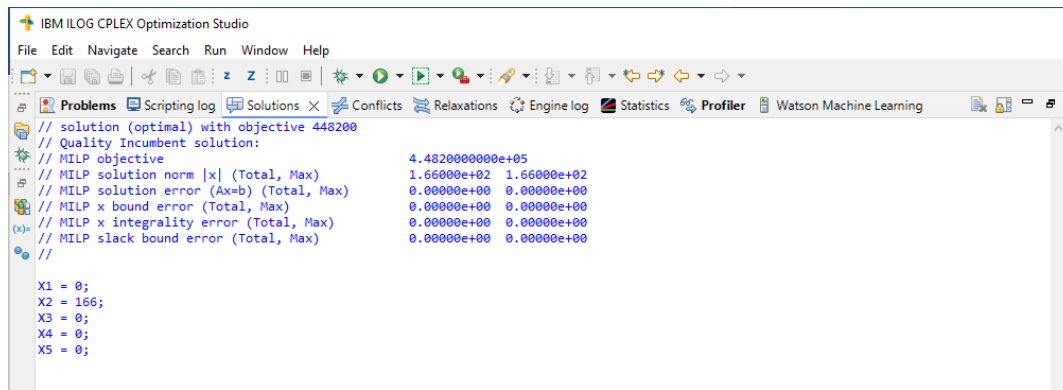 IBM ILOG CPLEX Optimization Studio
File Edit Navigate Search Run Window Help
Problems Scripting log Solutions Conflicts Relaxations Engine log Statistics Profiler Watson Machine Learning
// solution (optimal) with objective 448200
// Quality Incumbent solution:
// MILP objective 4.4820000000e+05
// MILP solution norm |x| (Total, Max) 1.66000e+02 1.66000e+02
// MILP solution error (Ax=b) (Total, Max) 0.00000e+00 0.00000e+00
// MILP x bound error (Total, Max) 0.00000e+00 0.00000e+00
// MILP x integrality error (Total, Max) 0.00000e+00 0.00000e+00
// MILP slack bound error (Total, Max) 0.00000e+00 0.00000e+00
//
X1 = 0;
X2 = 166;
X3 = 0;
X4 = 0;
X5 = 0;